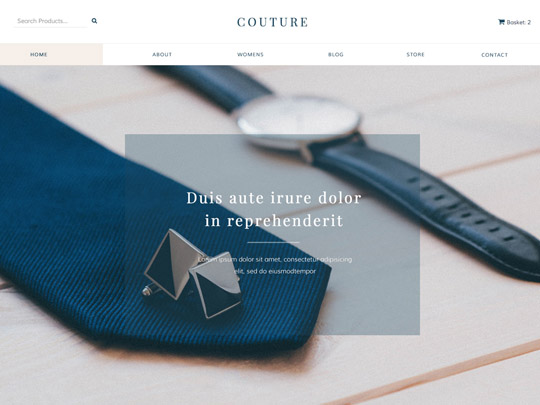 Search Products...
COUTURE
Basket: 2
HOME
ABOUT
WOMENS
BLOG
STORE
CONTACT
Duis aute irure dolor
in reprehenderit
Lorem ipsum dolor sit amet, consectetur adipisicing
elit, sed do eiusmodtempor